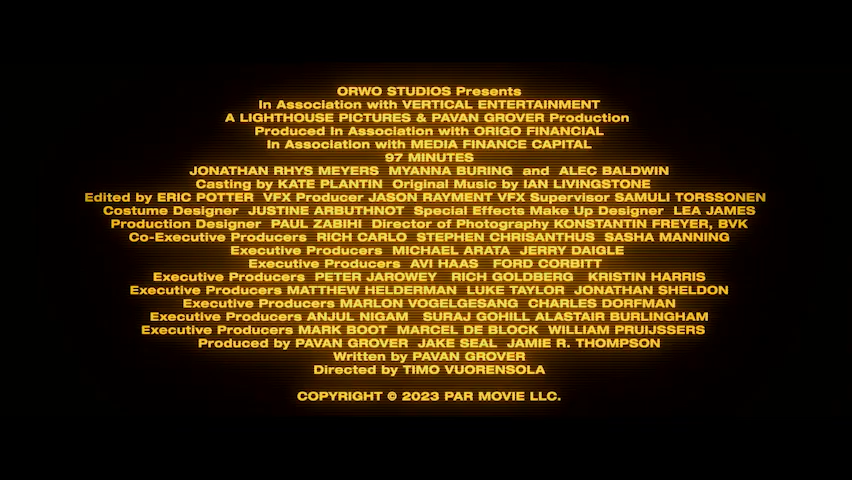 ORWO STUDIOS Presents
In Association with VERTICAL ENTERTAINMENT
A LIGHTHOUSE PICTURES & PAVAN GROVER Production
Produced In Association with ORIGO FINANCIAL
In Association with MEDIA FINANCE CAPITAL
97 MINUTES
JONATHAN RHYS MEYERS MYANNA BURING and ALEC BALDWIN
Casting by KATE PLANTIN Original Music by IAN LIVINGSTONE
Edited by ERIC POTTER VFX Producer JASON RAYMENT VFX Supervisor SAMULI TORSSONEN
Costume Designer JUSTINE ARBUTHNOT Special Effects Make Up Designer LEA JAMES
Production Designer PAUL ZABIHI Director of Photography KONSTANTIN FREYER, BVK
Co-Executive Producers RICH CARLO STEPHEN CHRISANTHUS SASHA MANNING
Executive Producers MICHAEL ARATA JERRY DAIGLE
Executive Producers AVI HAAS FORD CORBITT
Executive Producers PETER JAROWEY RICH GOLDBERG KRISTIN HARRIS
Executive Producers MATTHEW HELDERMAN LUKE TAYLOR JONATHAN SHELDON
Executive Producers MARLON VOGELGESANG CHARLES DORFMAN
Executive Producers ANJUL NIGAM SURAJ GOHILL ALASTAIR BURLINGHAM
Executive Producers MARK BOOT MARCEL DE BLOCK WILLIAM PRUIJSSERS
Produced by PAVAN GROVER JAKE SEAL JAMIE R. THOMPSON
Written by PAVAN GROVER
Directed by TIMO VUORENSOLA
COPYRIGHT © 2023 PAR MOVIE LLC.